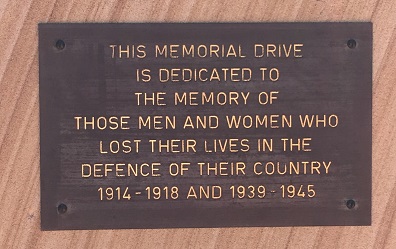 THIS MEMORIAL DRIVE
IS DEDICATED TO
THE MEMORY OF
THOSE MEN AND WOMEN WHO
LOST THEIR LIVES IN THE
DEFENCE OF THEIR COUNTRY
1914-1918 AND 1939-1945